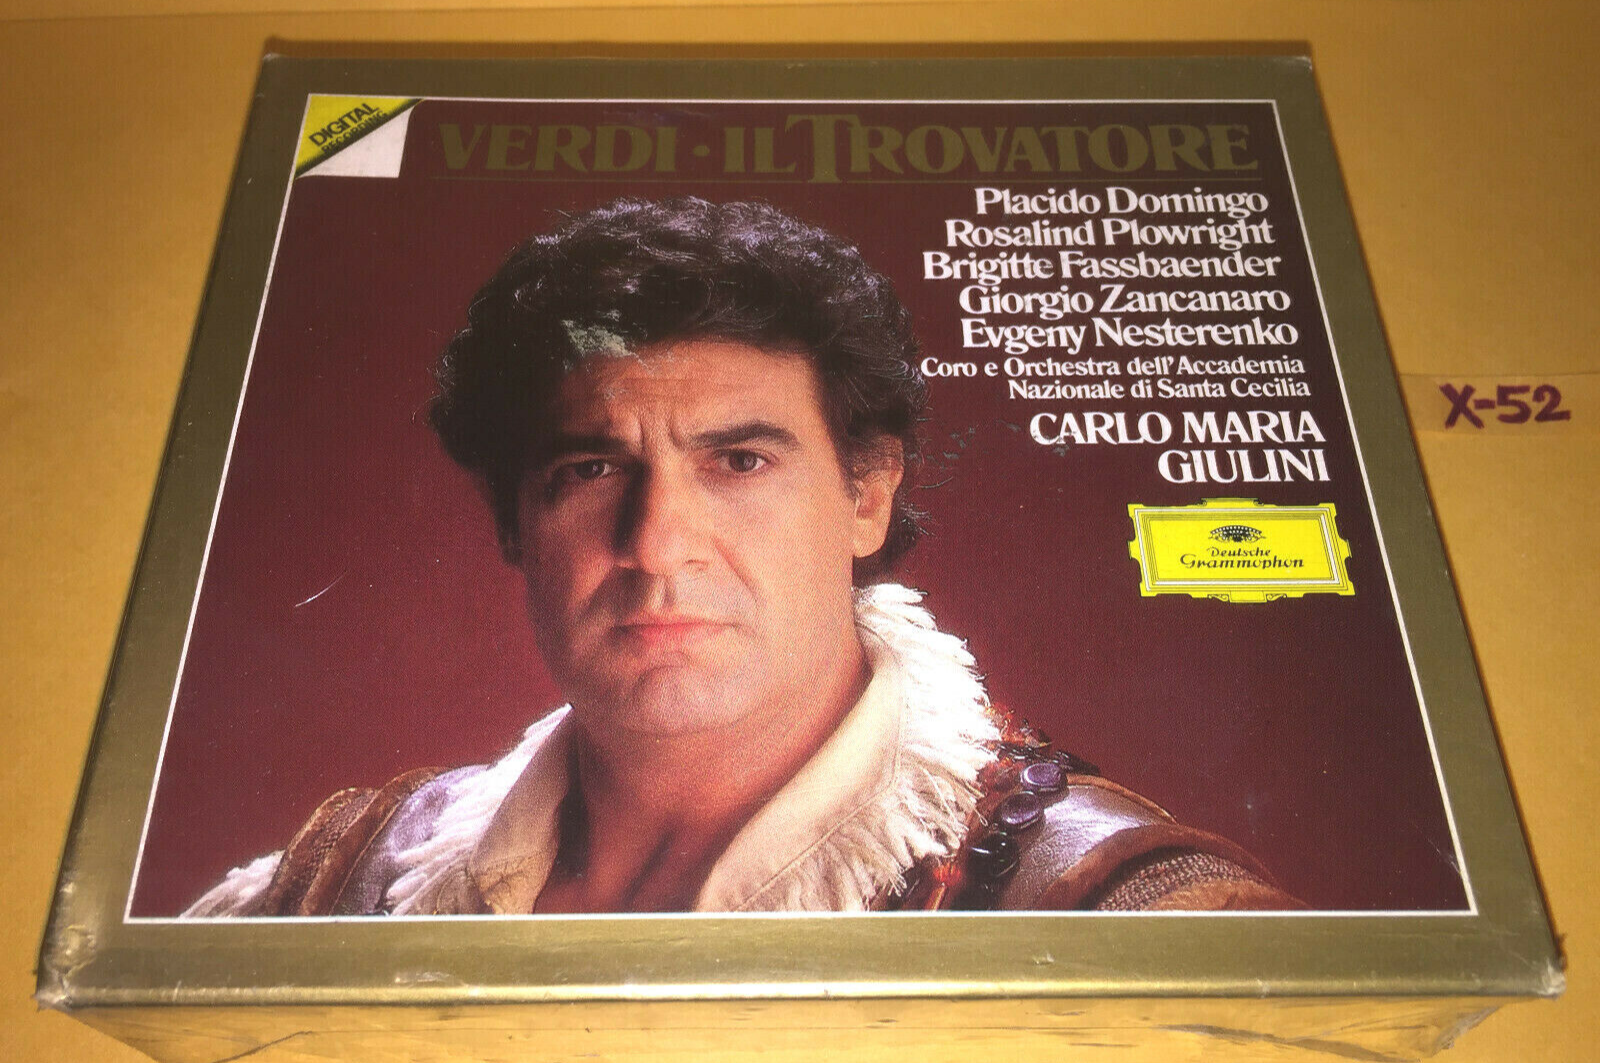 DIGITAL
RECORDING
VERDI · IL TROVATORE
Placido Domingo
Rosalind Plowright
Brigitte Fassbaender
Giorgio Zancanaro
Evgeny Nesterenko
Coro e Orchestra dell'Accademia
Nazionale di Santa Cecilia
CARLO MARIA
GIULINI
Deutsche
Grammophon
X-52